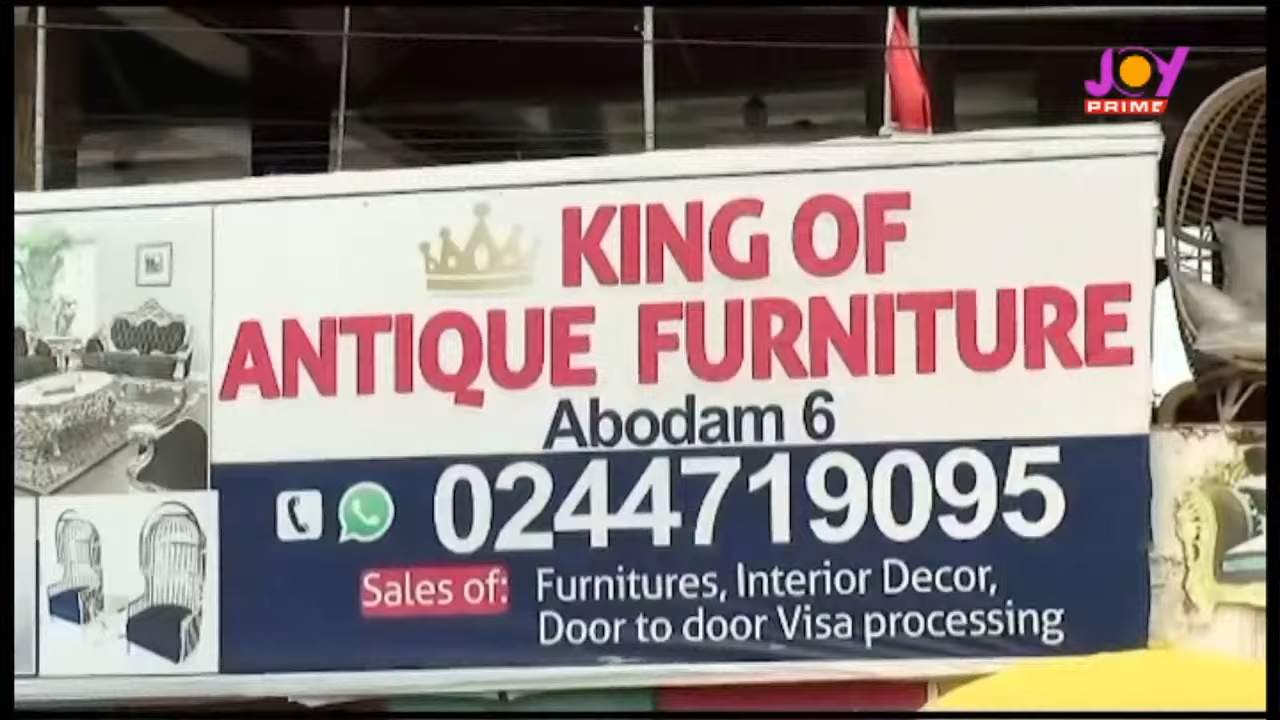 JOY
PRIME
KING OF
ANTIQUE FURNITURE
Abodam 6
0244719095
Sales of: Furnitures, Interior Decor,
Door to door Visa processing